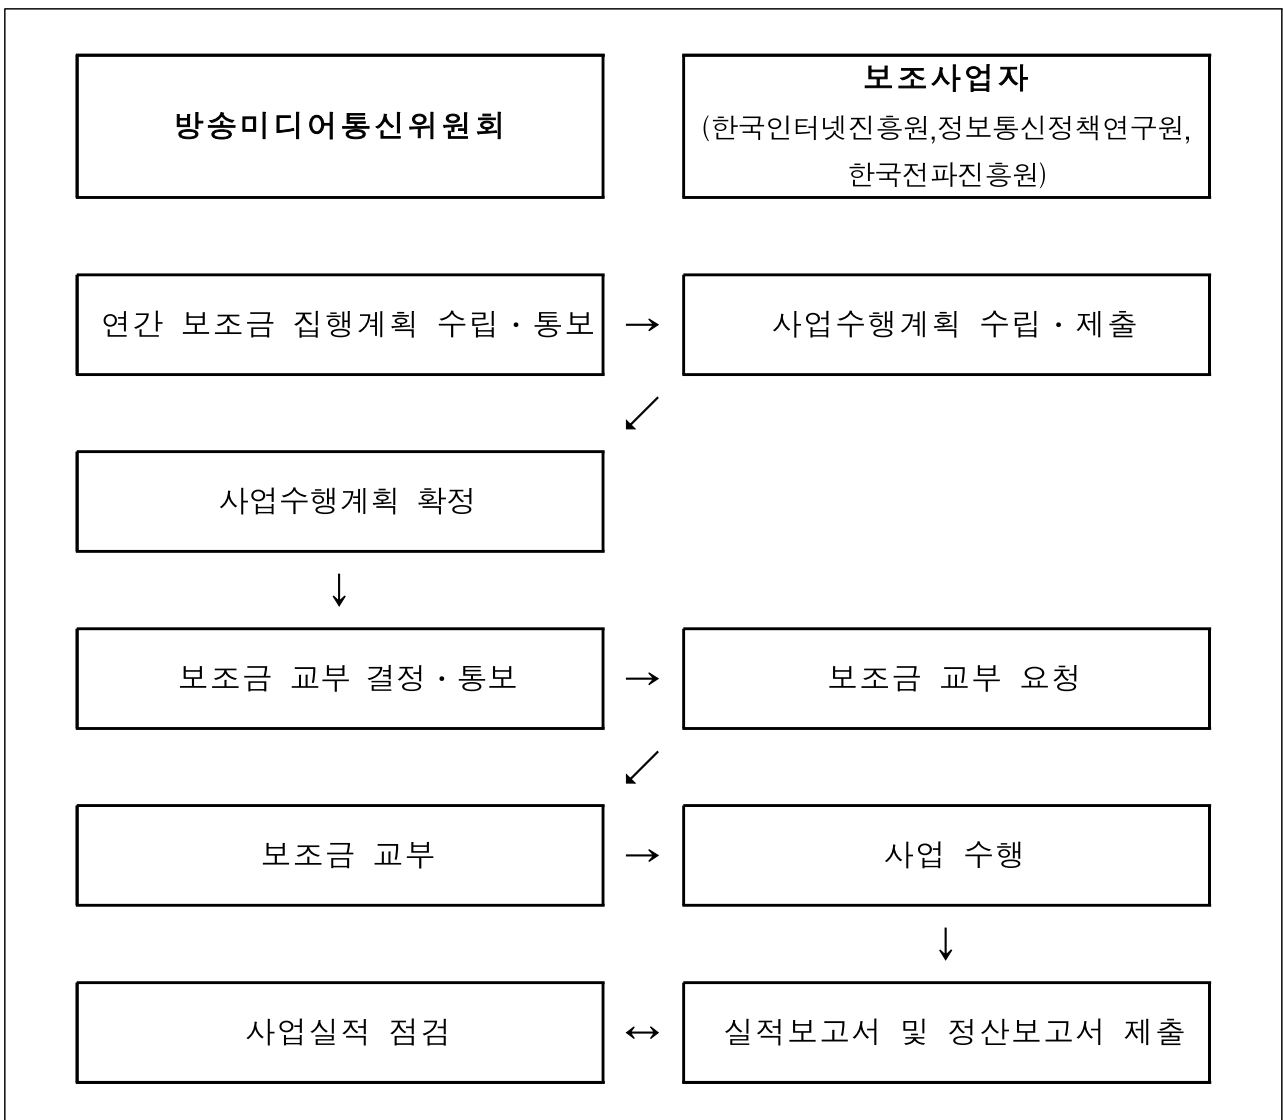 방송미디어통신위원회
보조사업자
(한국인터넷진흥원,정보통신정책연구원,
한국전파진흥원)
연간 보조금 집행계획 수립·통보
→
사업수행계획 수립·제출
↙
사업수행계획 확정
↓
보조금 교부 결정·통보
→
보조금 교부 요청
↙
보조금 교부
→
사업 수행
↓
사업실적 점검
↔
실적보고서 및 정산보고서 제출